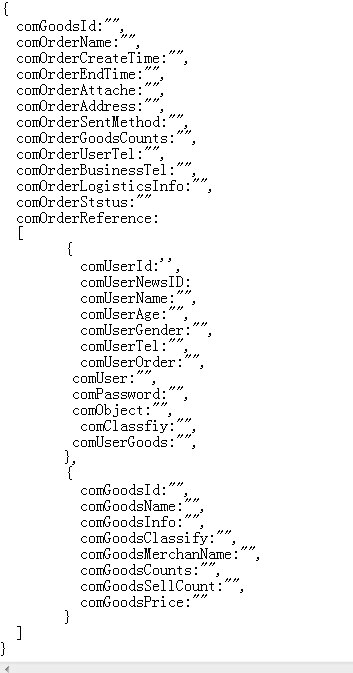 {
comGoodsId:"",
comOrderName:"",
comOrderCreateTime:"",
comOrderEndTime:"",
comOrderAttache:"",
comOrderAddress:"",
comOrderSentMethod:"",
comOrderGoodsCounts:"",
comOrderUserTel:"",
comOrderBusinessTel:"",
comOrderLogisticsInfo:"",
comOrderStstus:""
comOrderReference:
[
{
comUserId:'',
comUserNewsID:
comUserName:"",
comUserAge:"",
comUserGender:"",
comUserTel:"",
comUserOrder:"",
comUser:"",
comPassword:"",
comObject:"",
comClassfiy:"",
comUserGoods:"",
},
{
comGoodsId:"",
comGoodsName:"",
comGoodsInfo:"",
comGoodsClassify:"",
comGoodsMerchanName:"",
comGoodsCounts:"",
comGoodsSellCount:"",
comGoodsPrice:""
}
]
}